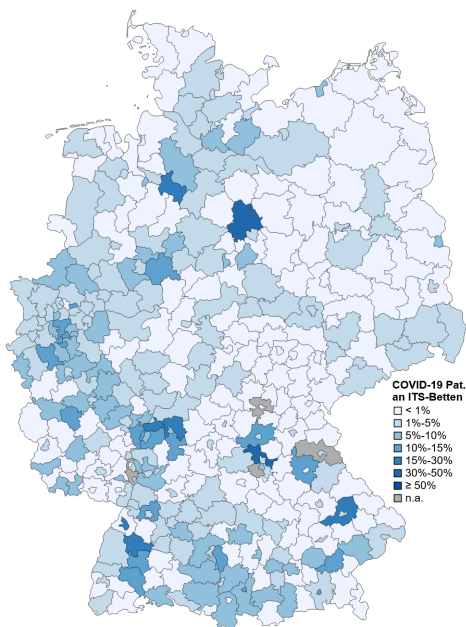 COVID-19 Pat.
an ITS-Betten
< 1%
1%-5%
5%-10%
10%-15%
15%-30%
30%-50%
≥ 50%
n.a.